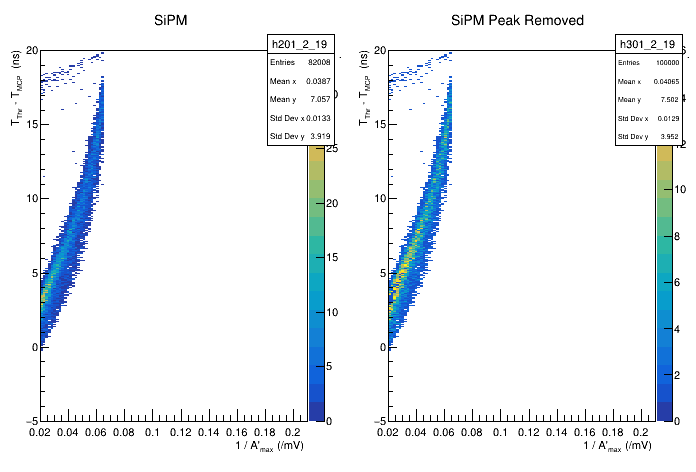 SiPM
h201_2_19
Entries 82008
Mean x 0.0387
Mean y 7.057
Std Dev x 0.0133
Std Dev y 3.919
T_Thr - T_MCP (ns)
20
15
10
5
0
−5
0.02 0.04 0.06 0.08 0.1 0.12 0.14 0.16 0.18 0.2
1 / A'_max (/mV)
25
20
15
10
5
0
SiPM Peak Removed
h301_2_19
Entries 100000
Mean x 0.04065
Mean y 7.502
Std Dev x 0.0129
Std Dev y 3.952
T_Thr - T_MCP (ns)
20
15
10
5
0
−5
0.02 0.04 0.06 0.08 0.1 0.12 0.14 0.16 0.18 0.2
1 / A'_max (/mV)
10
8
6
4
2
0